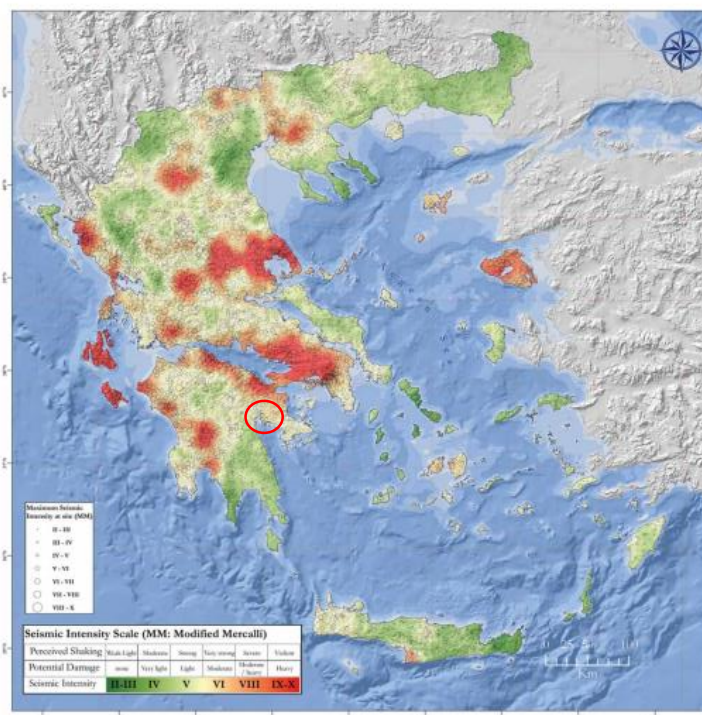 Maximum Seismic
Intensity at site (MM)
II - III
III - IV
IV - V
V - VI
VI - VII
VII - VIII
VIII - X
Seismic Intensity Scale (MM: Modified Mercalli)
Perceived Shaking Weak-Light Moderate Strong Very strong Severe Violent
Potential Damage none Very light Light Moderate Moderate / heavy Heavy
Seismic Intensity II-III IV V VI VIII IX-X
Km